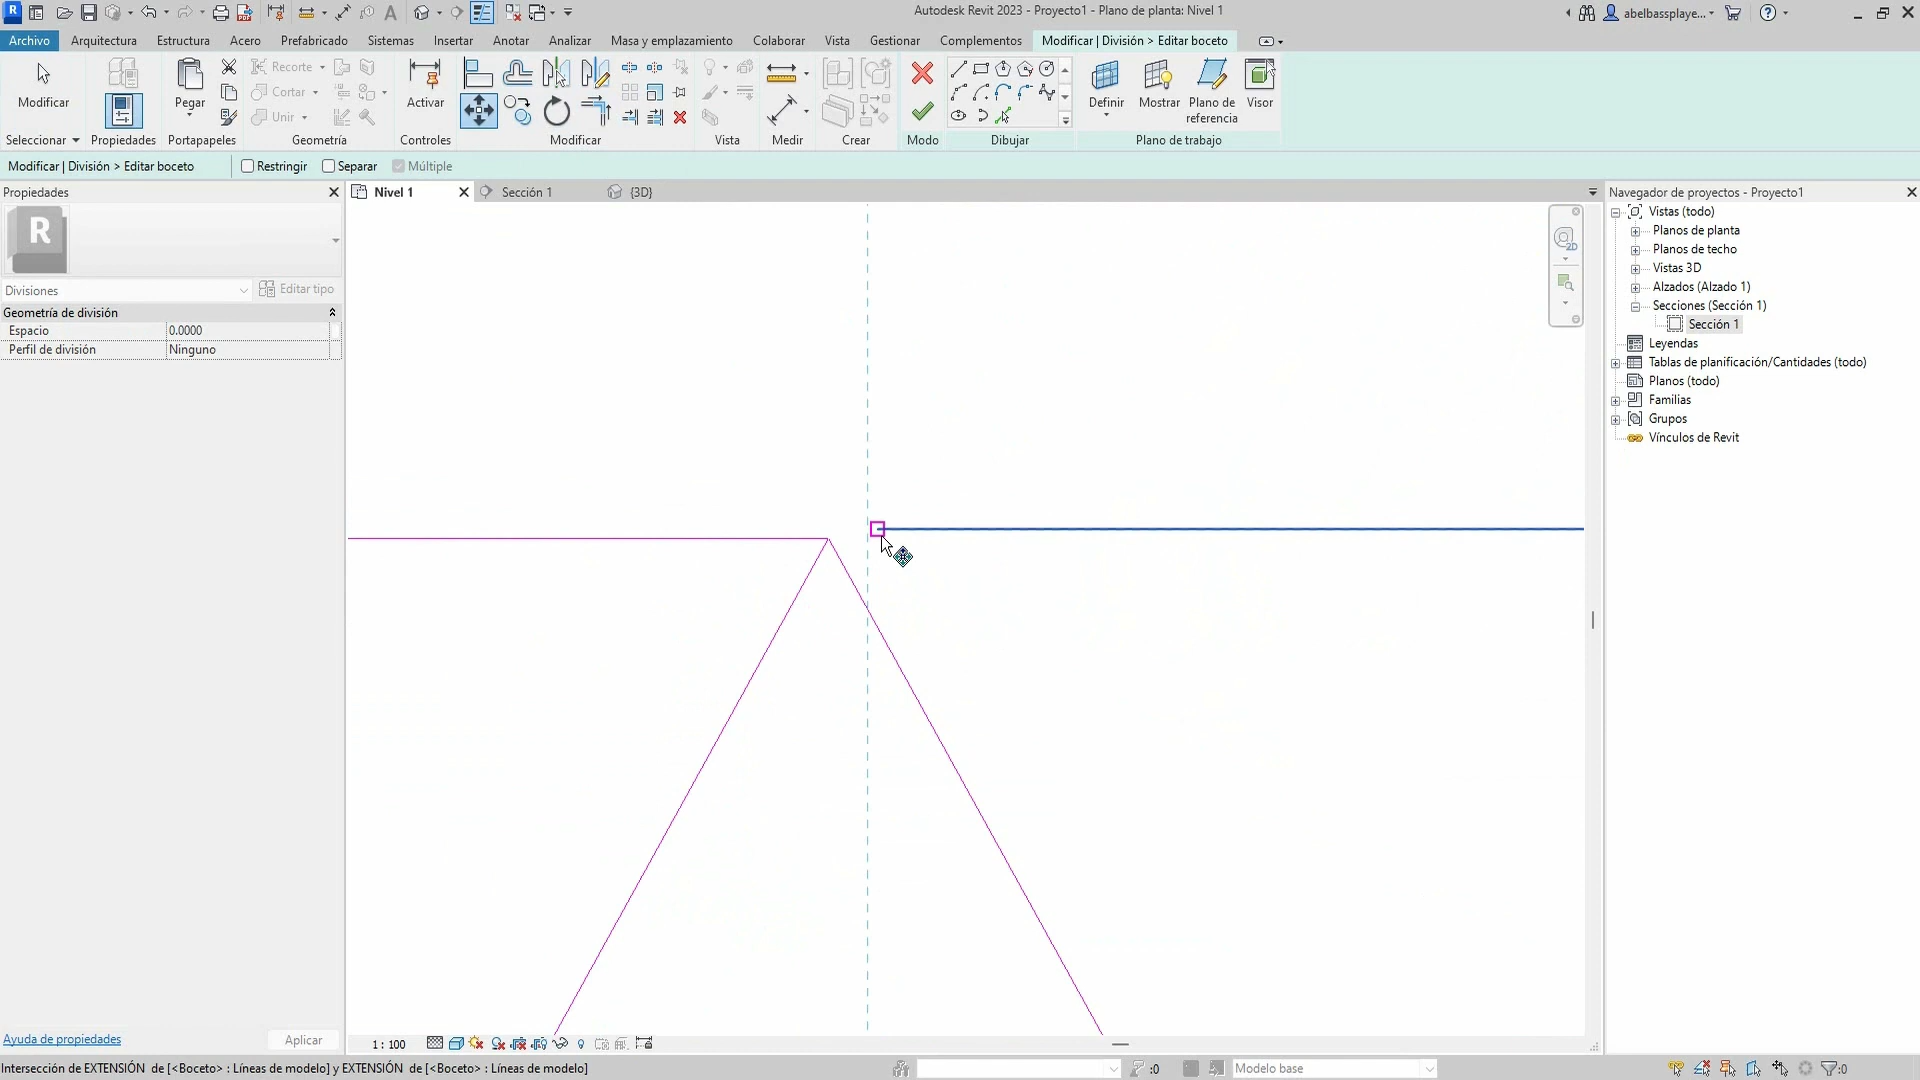 Autodesk Revit 2023 - Proyecto1 - Plano de planta: Nivel 1
abelbassplaye...
Archivo
Arquitectura
Estructura
Acero
Prefabricado
Sistemas
Insertar
Anotar
Analizar
Masa y emplazamiento
Colaborar
Vista
Gestionar
Complementos
Modificar | División > Editar boceto
Modificar
Pegar
Recorte
Cortar
Unir
Activar
Definir
Mostrar
Plano de referencia
Visor
Seleccionar
Propiedades
Portapapeles
Geometría
Controles
Modificar
Vista
Medir
Crear
Modo
Dibujar
Plano de trabajo
Modificar | División > Editar boceto
Restringir
Separar
Múltiple
Propiedades
R
Divisiones
Editar tipo
Geometría de división
Espacio 0.0000
Perfil de división Ninguno
Ayuda de propiedades
Aplicar
Nivel 1
Sección 1
{3D}
2D
Navegador de proyectos - Proyecto1
Vistas (todo)
Planos de planta
Planos de techo
Vistas 3D
Alzados (Alzado 1)
Secciones (Sección 1)
Sección 1
Leyendas
Tablas de planificación/Cantidades (todo)
Planos (todo)
Familias
Grupos
Vínculos de Revit
1 : 100
Intersección de EXTENSIÓN de [<Boceto> : Líneas de modelo] y EXTENSIÓN de [<Boceto> : Líneas de modelo]
:0
Modelo base
:0